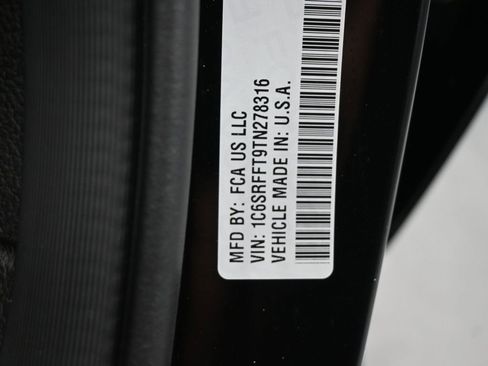 MFD BY: FCA US LLC
VIN: 1C6SRFFT9TN278316
VEHICLE MADE IN: U.S.A.